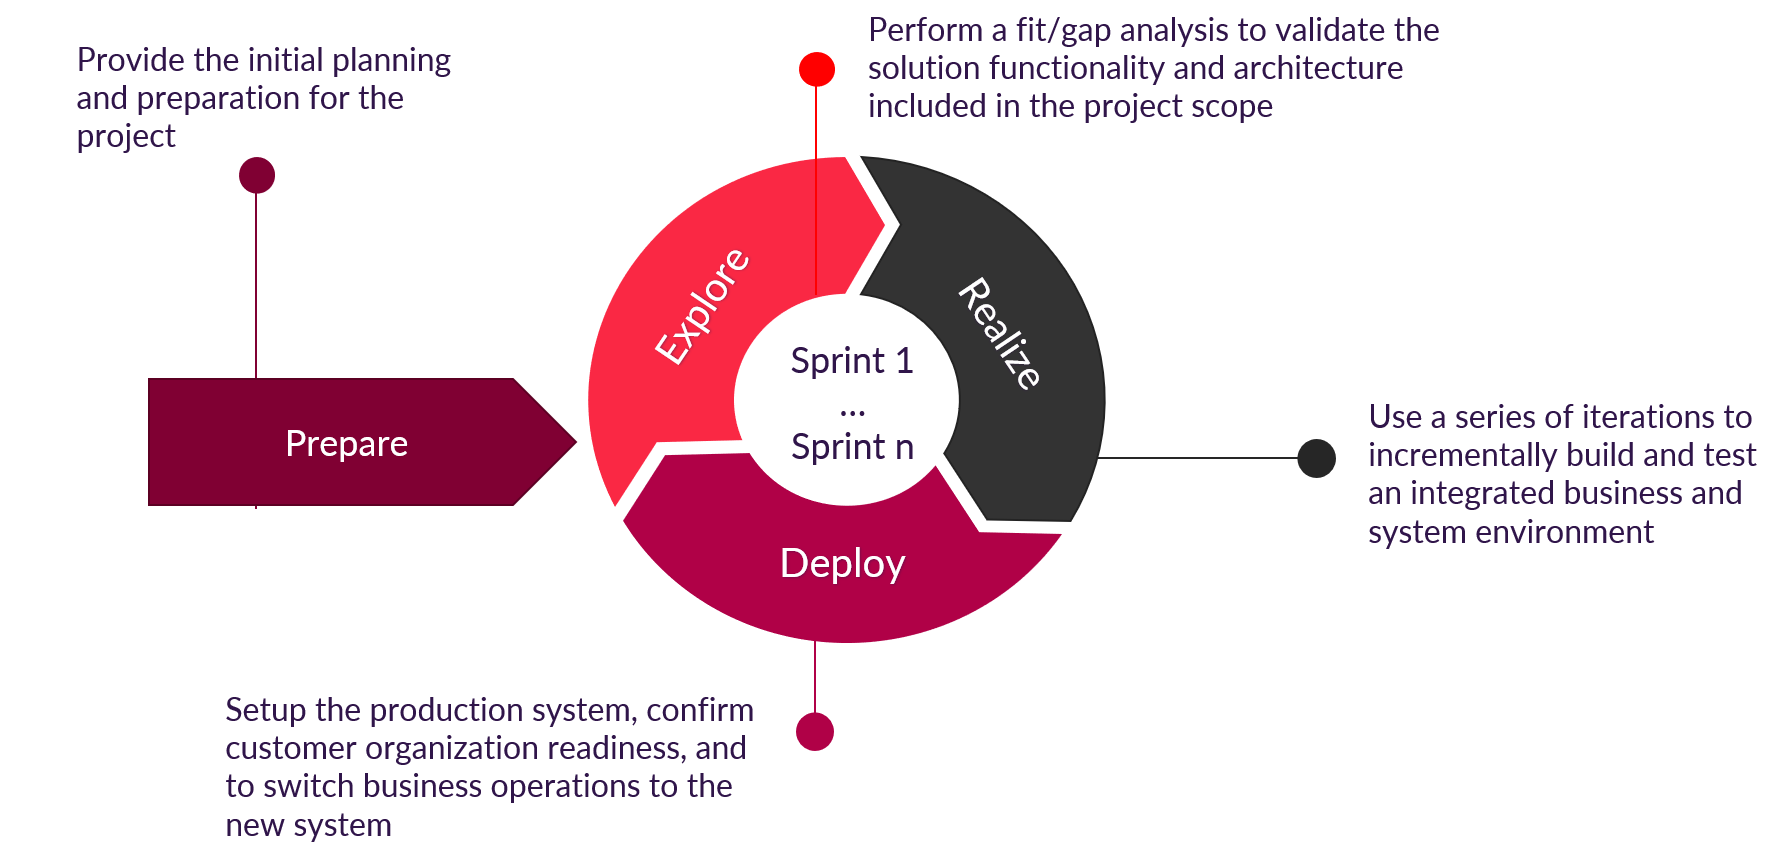 Provide the initial planning
and preparation for the
project
Perform a fit/gap analysis to validate the
solution functionality and architecture
included in the project scope
Prepare
Explore
Realize
Deploy
Sprint 1
...
Sprint n
Use a series of iterations to
incrementally build and test
an integrated business and
system environment
Setup the production system, confirm
customer organization readiness, and
to switch business operations to the
new system